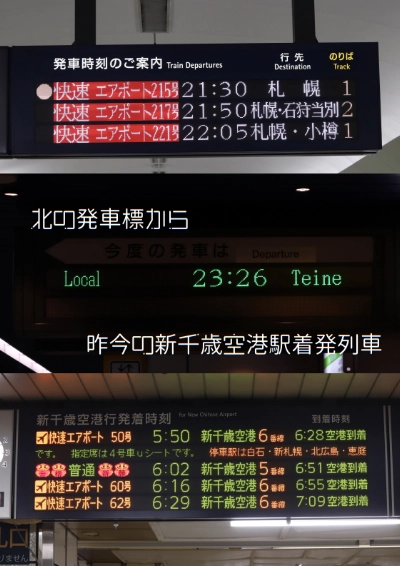 発車時刻のご案内 Train Departures 行先 Destination のりば Track
快速 エアポート215号 21:30 札幌 1
快速 エアポート217号 21:50 札幌・石狩当別 2
快速 エアポート221号 22:05 札幌・小樽 1
北の発車標から
今度の発車は Departure
Local 23:26 Teine
昨今の新千歳空港駅着発列車
新千歳空港行発着時刻 for New Chitose Airport 到着時刻
快速エアポート 50号 5:50 新千歳空港 6番線 6:28 空港到着
です。 指定席は4号車uシートです。 停車駅は白石・新札幌・北広島・恵庭
普通 6:02 新千歳空港 5番線 6:51 空港到着
快速エアポート 60号 6:16 新千歳空港 6番線 6:55 空港到着
快速エアポート 62号 6:29 新千歳空港 6番線 7:09 空港到着